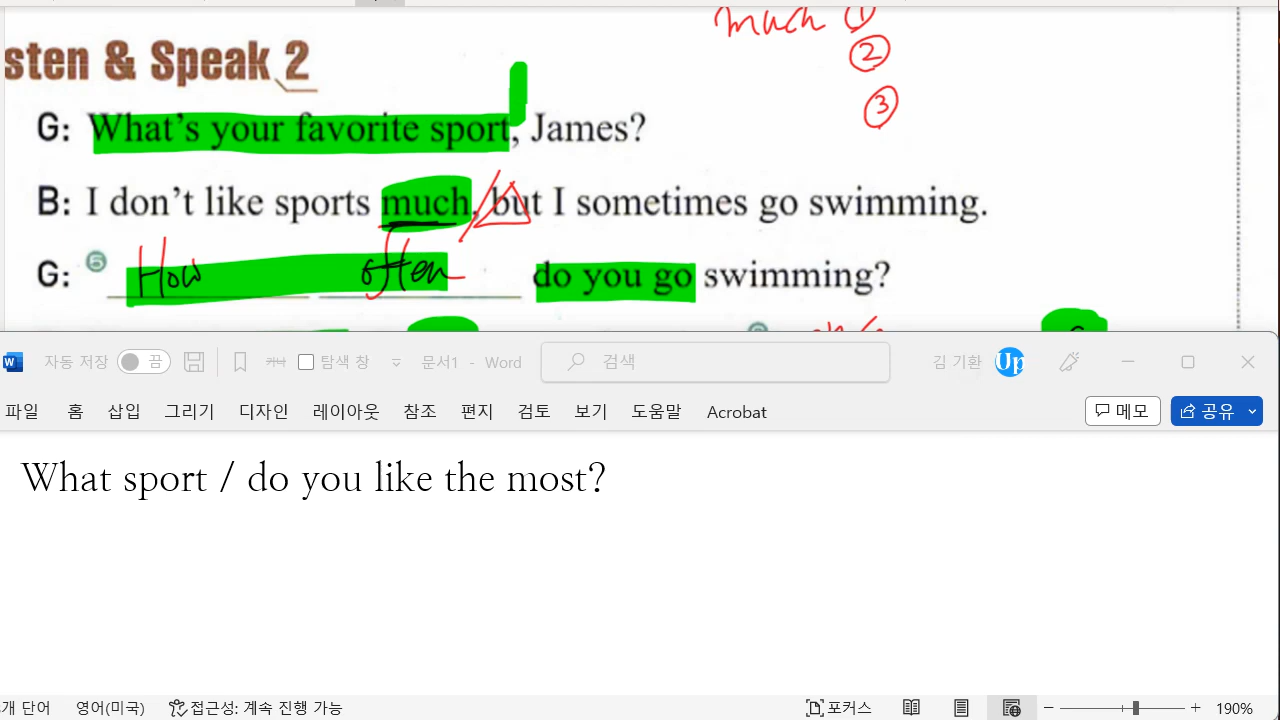 much ①
②
③
sten & Speak 2
G: What's your favorite sport, James?
B: I don't like sports much, but I sometimes go swimming.
G: ⑤ How often do you go swimming?
자동 저장 끔 탐색 창 문서1 - Word 검색 김 기환 Up
파일 홈 삽입 그리기 디자인 레이아웃 참조 편지 검토 보기 도움말 Acrobat 메모 공유
What sport / do you like the most?
개 단어 영어(미국) 접근성: 계속 진행 가능 포커스 190%